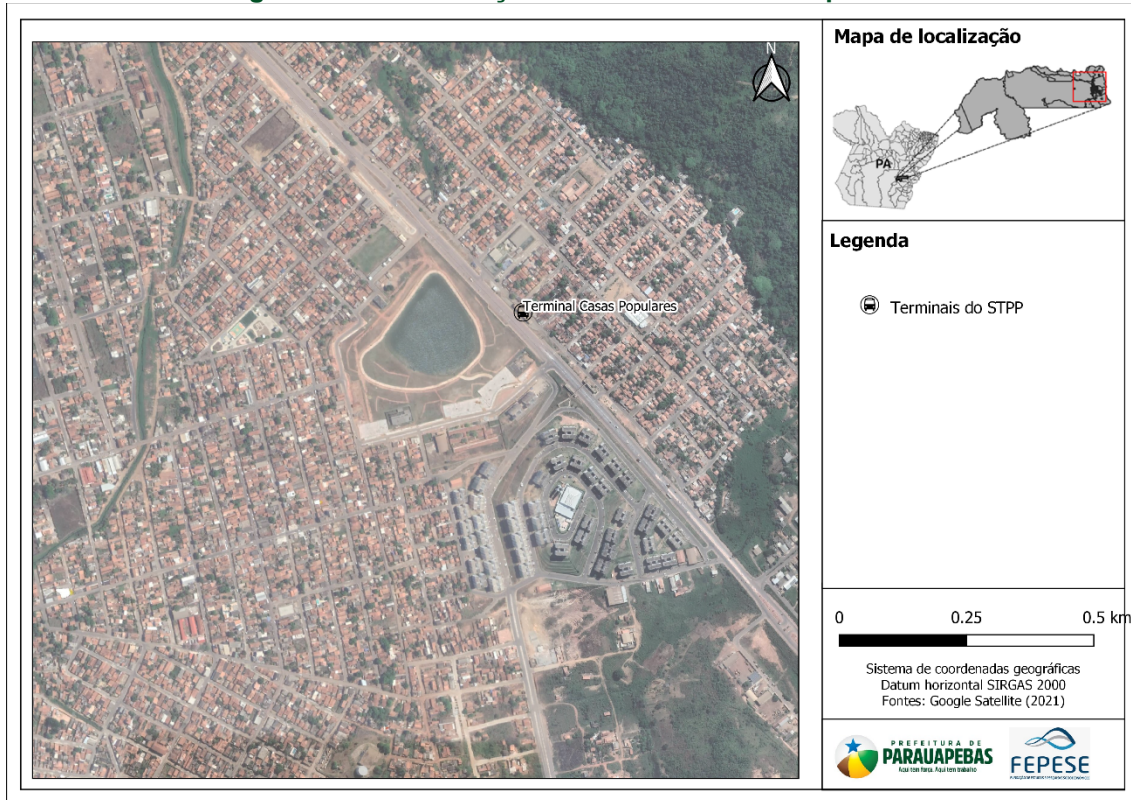 N
Terminal Casas Populares
Mapa de localização
PA
Legenda
Terminais do STPP
0 0.25 0.5 km
Sistema de coordenadas geográficas
Datum horizontal SIRGAS 2000
Fontes: Google Satellite (2021)
PREFEITURA DE
PARAUAPEBAS
Aqui tem força. Aqui tem trabalho
FEPESE